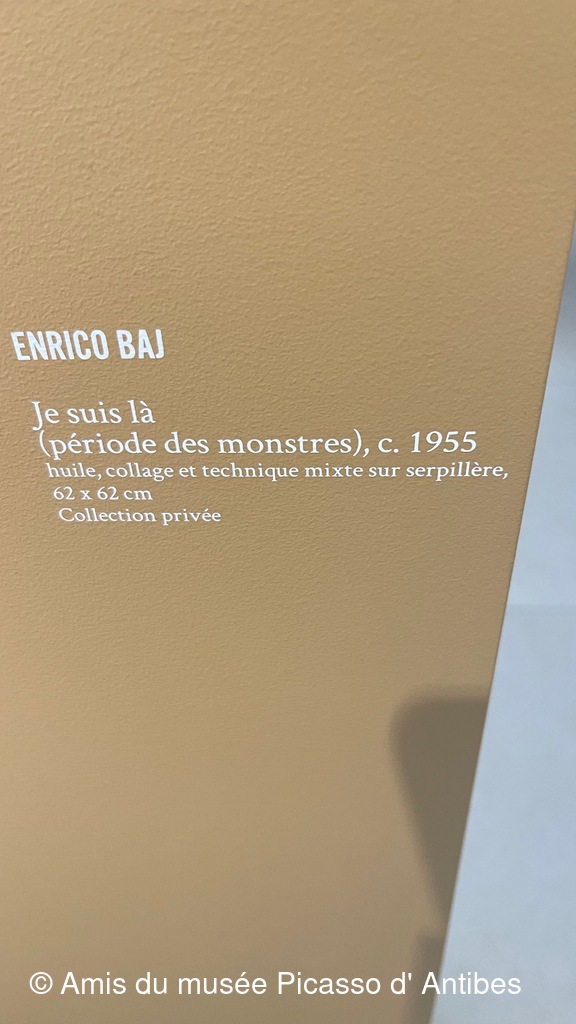 ENRICO BAJ
Je suis là
(période des monstres), c. 1955
huile, collage et technique mixte sur serpillère,
62 x 62 cm
Collection privée
© Amis du musée Picasso d' Antibes